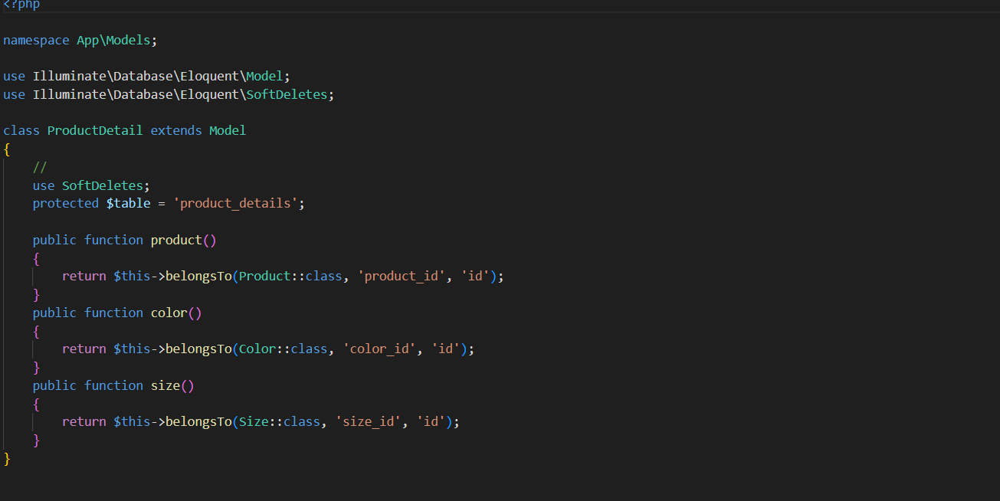 <?php
namespace App\Models;
use Illuminate\Database\Eloquent\Model;
use Illuminate\Database\Eloquent\SoftDeletes;
class ProductDetail extends Model
{
    //
    use SoftDeletes;
    protected $table = 'product_details';
    public function product()
    {
        return $this->belongsTo(Product::class, 'product_id', 'id');
    }
    public function color()
    {
        return $this->belongsTo(Color::class, 'color_id', 'id');
    }
    public function size()
    {
        return $this->belongsTo(Size::class, 'size_id', 'id');
    }
}